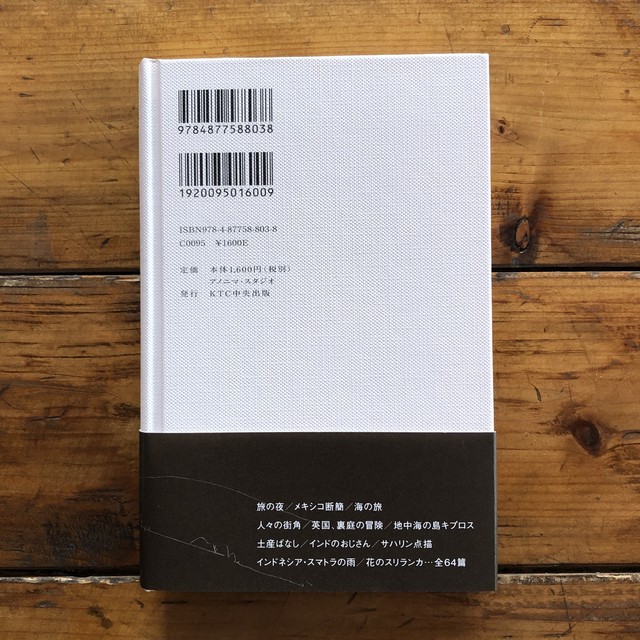 9784877588038
1920095016009
ISBN978-4-87758-803-8
C0095 ¥1600E
定価 本体1,600円(税別)
アノニマ・スタジオ
発行 KTC中央出版
旅の夜/メキシコ断簡/海の旅
人々の街角/英国、裏庭の冒険/地中海の島キプロス
土産ばなし/インドのおじさん/サハリン点描
インドネシア・スマトラの雨/花のスリランカ…全64篇